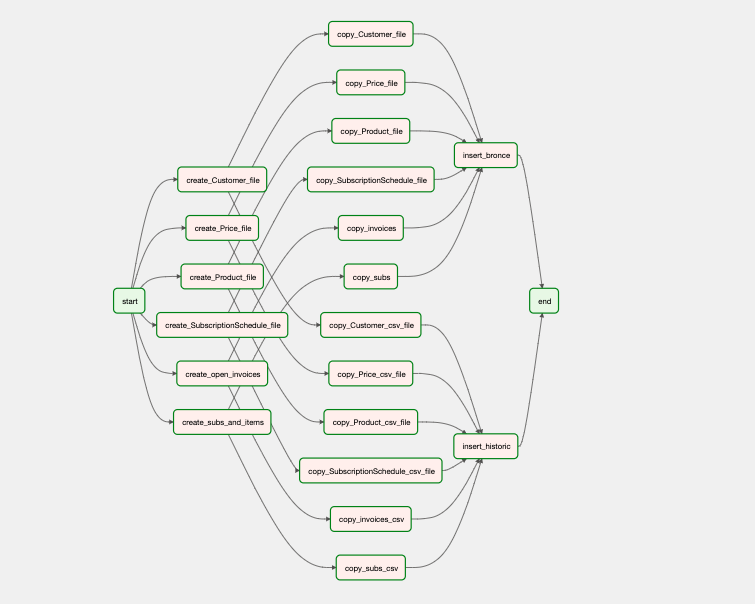 copy_Customer_file
copy_Price_file
copy_Product_file
insert_bronce
create_Customer_file
copy_SubscriptionSchedule_file
create_Price_file
copy_invoices
create_Product_file
copy_subs
start
end
create_SubscriptionSchedule_file
copy_Customer_csv_file
create_open_invoices
copy_Price_csv_file
create_subs_and_items
copy_Product_csv_file
insert_historic
copy_SubscriptionSchedule_csv_file
copy_invoices_csv
copy_subs_csv